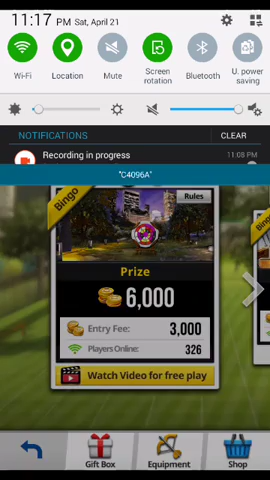 11:17 PM Sat, April 21
Wi-Fi
Location
Mute
Screen rotation
Bluetooth
U. power saving
NOTIFICATIONS CLEAR
Recording in progress 11:08 PM
"C4096A"
Bingo
Rules
Prize
6,000
Entry Fee: 3,000
Players Online: 326
Watch Video for free play
Bingo
Gift Box
Equipment
Shop